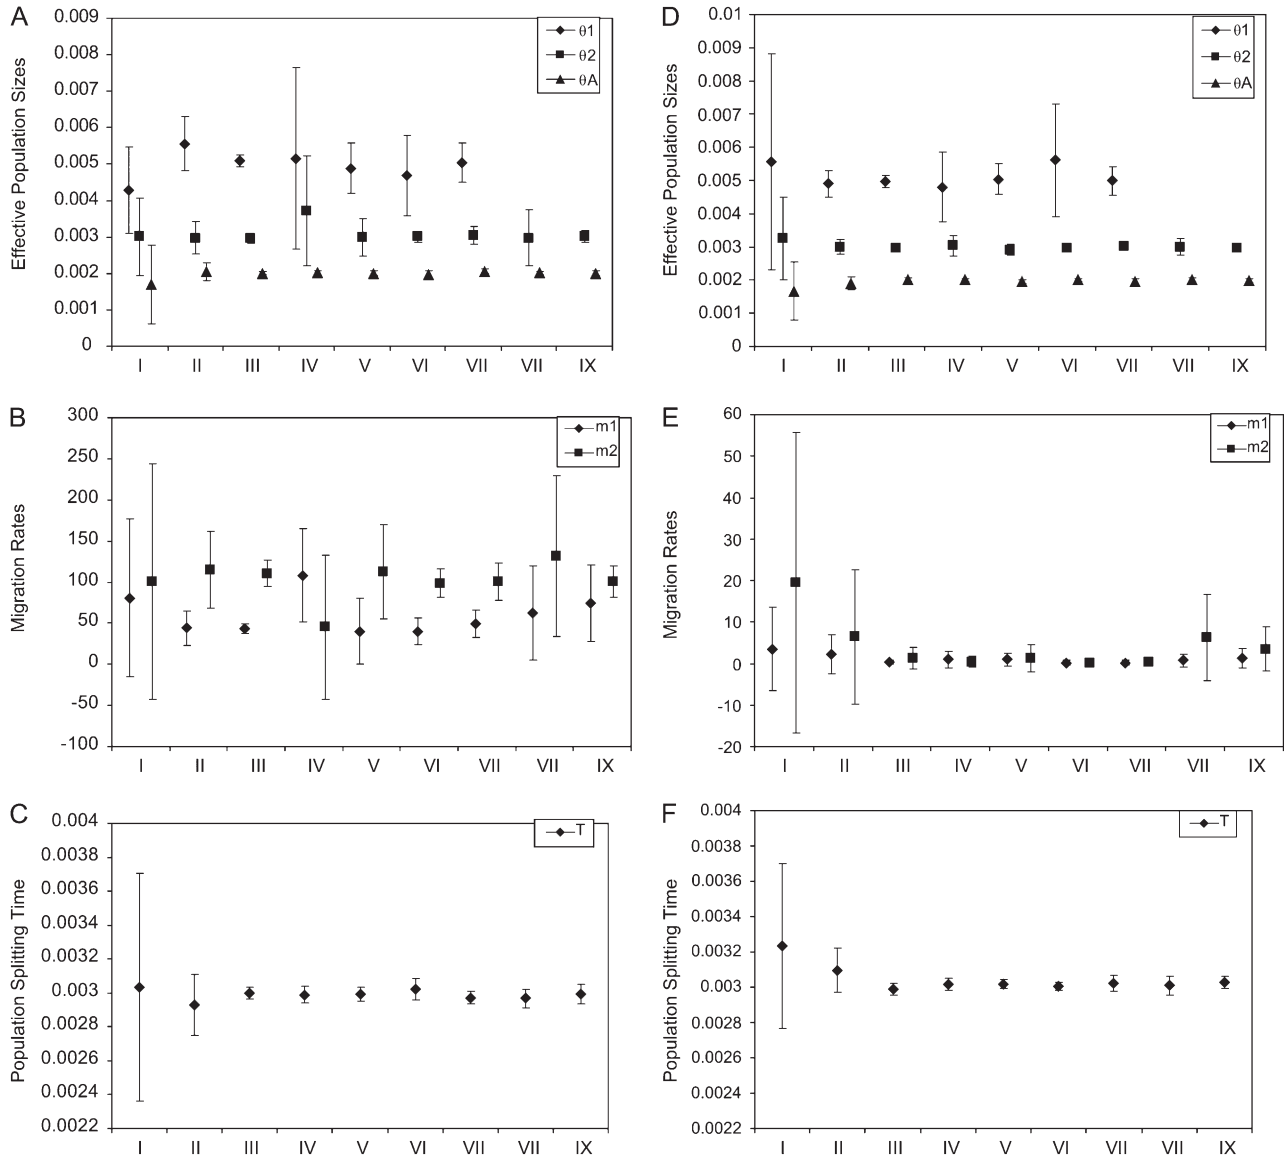 A
Effective Population Sizes
0.009
0.008
0.007
0.006
0.005
0.004
0.003
0.002
0.001
0
θ1
θ2
θA
I II III IV V VI VII VII IX
D
Effective Population Sizes
0.01
0.009
0.008
0.007
0.006
0.005
0.004
0.003
0.002
0.001
0
θ1
θ2
θA
I II III IV V VI VII VII IX
B
Migration Rates
300
250
200
150
100
50
0
-50
-100
m1
m2
I II III IV V VI VII VII IX
E
Migration Rates
60
50
40
30
20
10
0
-10
-20
m1
m2
I II III IV V VI VII VII IX
C
Population Splitting Time
0.004
0.0038
0.0036
0.0034
0.0032
0.003
0.0028
0.0026
0.0024
0.0022
T
I II III IV V VI VII VII IX
F
Population Splitting Time
0.004
0.0038
0.0036
0.0034
0.0032
0.003
0.0028
0.0026
0.0024
0.0022
T
I II III IV V VI VII VII IX